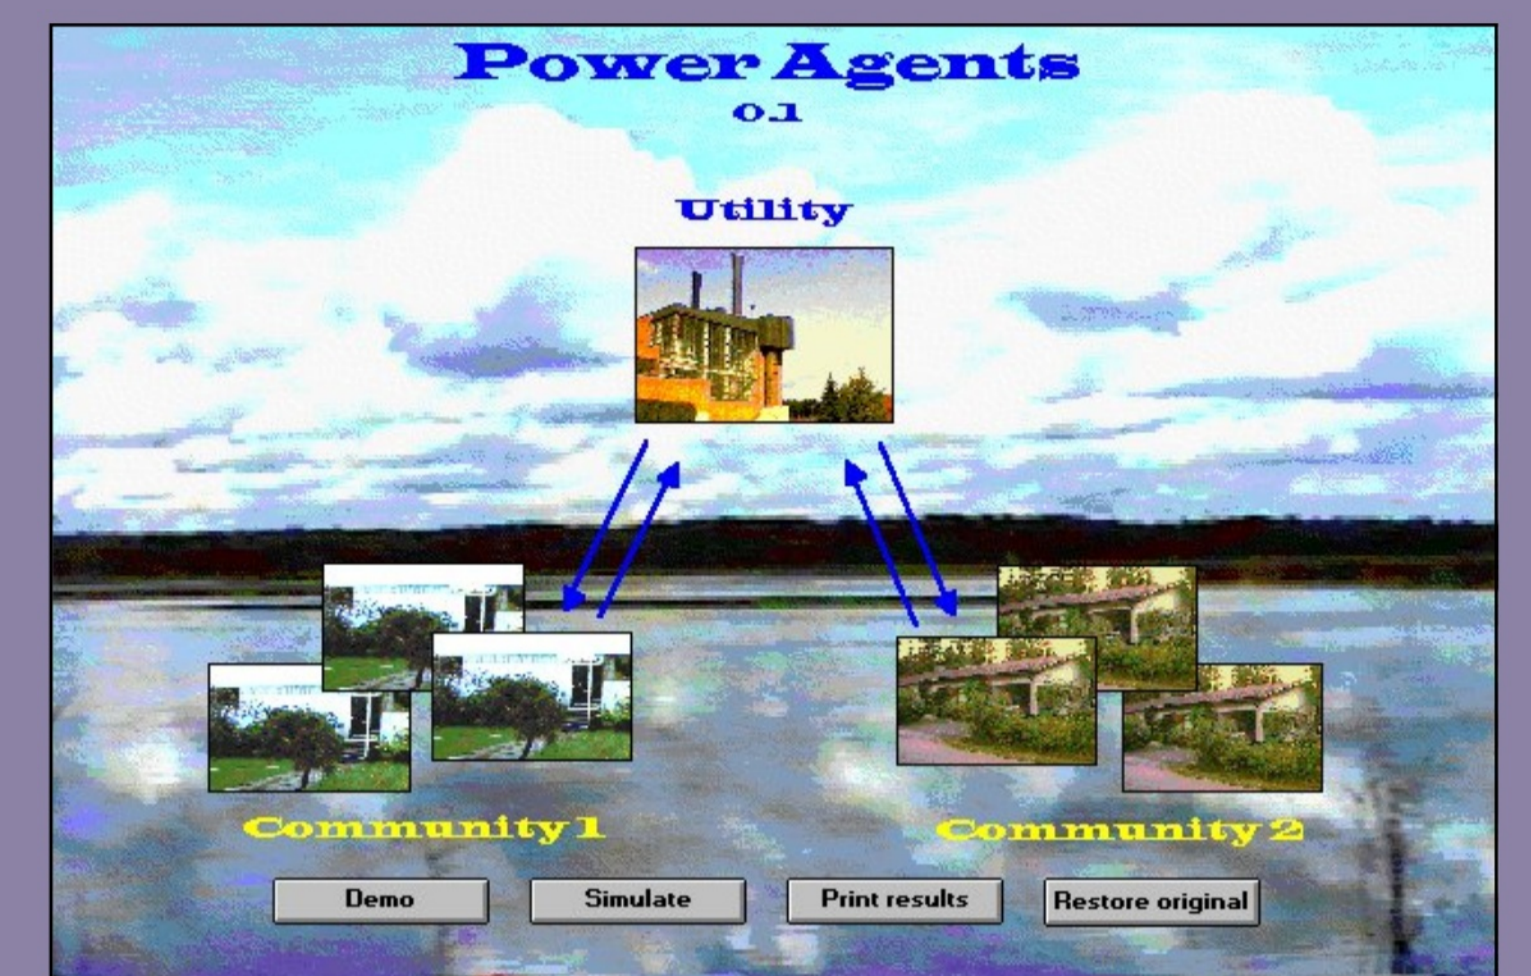 Power Agents
0.1
Utility
Community 1
Community 2
Demo
Simulate
Print results
Restore original